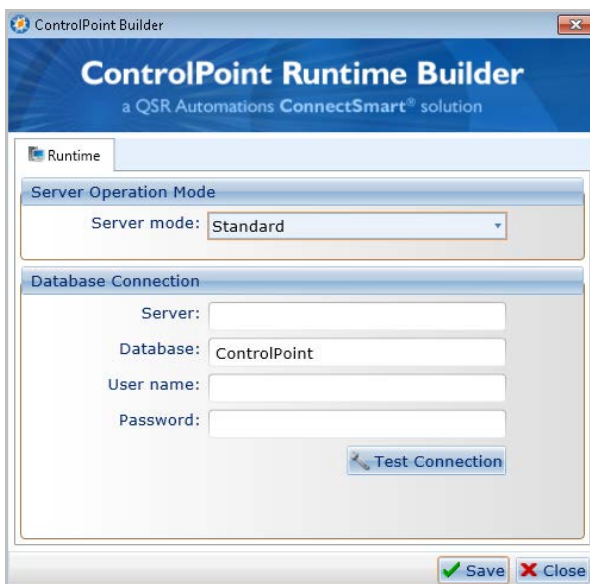 ControlPoint Builder
ControlPoint Runtime Builder
a QSR Automations ConnectSmart® solution
Runtime
Server Operation Mode
Server mode: Standard
Database Connection
Server:
Database: ControlPoint
User name:
Password:
Test Connection
Save Close